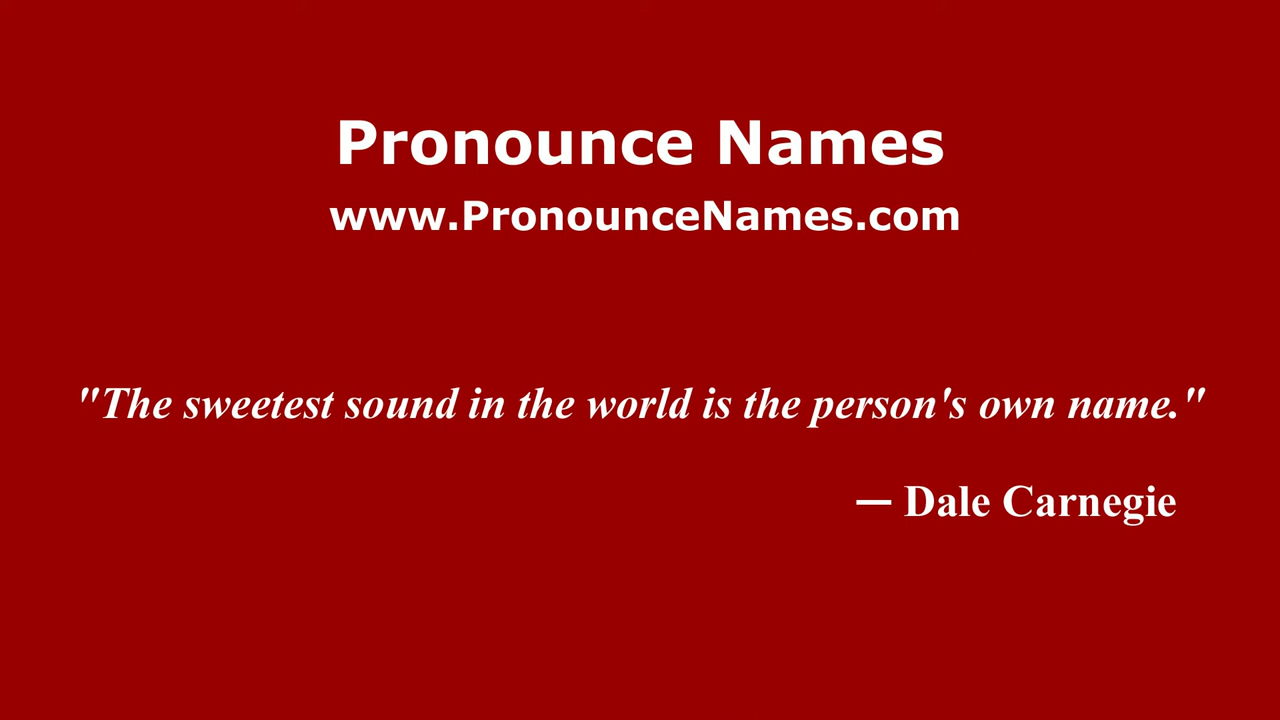 Pronounce Names
www.PronounceNames.com
"The sweetest sound in the world is the person's own name."
— Dale Carnegie